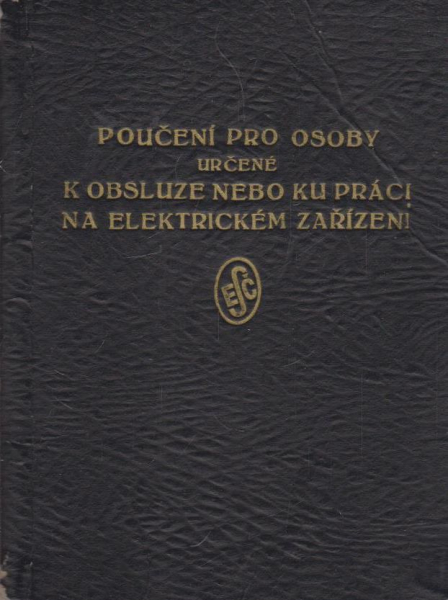 POUČENÍ PRO OSOBY
URČENÉ
K OBSLUZE NEBO KU PRÁCI
NA ELEKTRICKÉM ZAŘÍZENÍ
ESČ